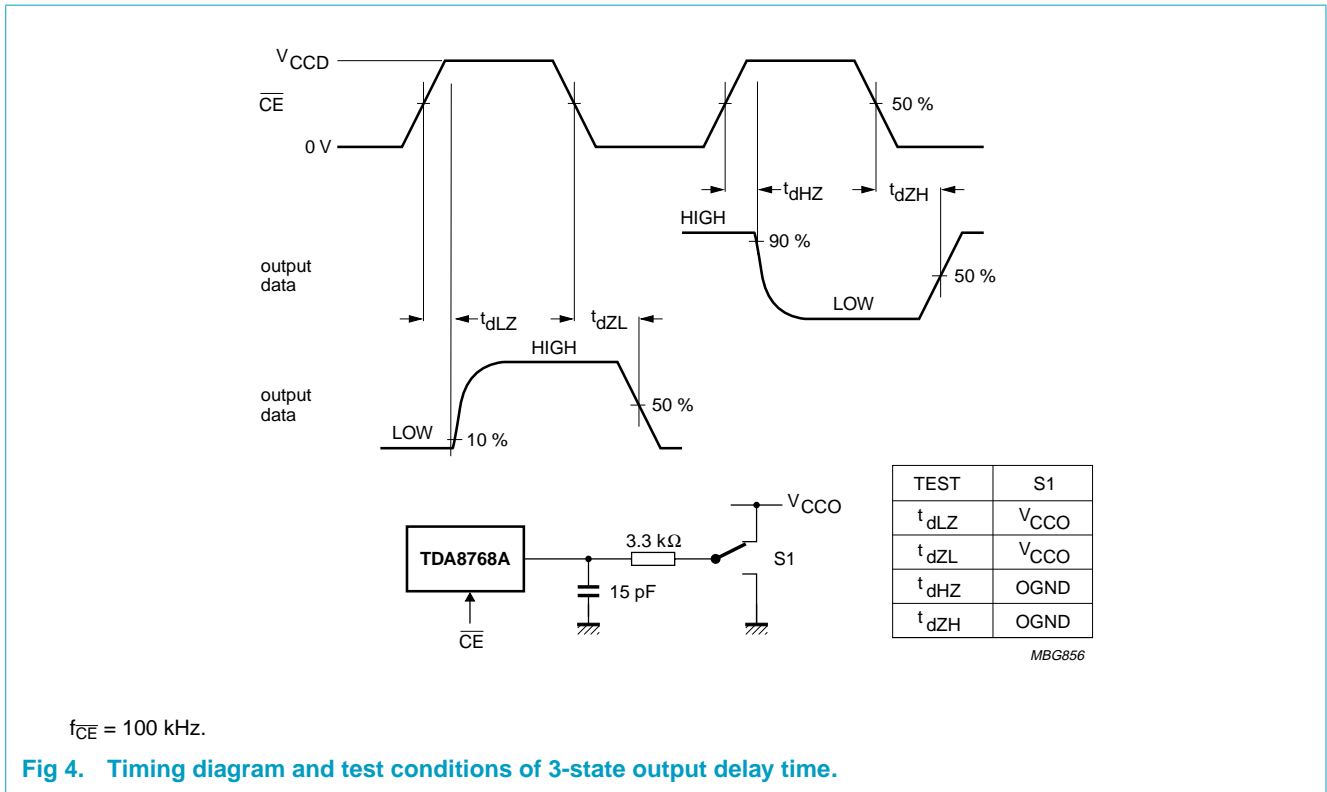 VCCD
CE
50 %
0 V
tdHZ
tdZH
HIGH
90 %
output
data
50 %
LOW
tdLZ
tdZL
HIGH
output
data
50 %
LOW
10 %
VCCO
TDA8768A
3.3 kΩ
S1
15 pF
CE
TEST S1
tdLZ VCCO
tdZL VCCO
tdHZ OGND
tdZH OGND
MBG856
fCE = 100 kHz.
Fig 4. Timing diagram and test conditions of 3-state output delay time.